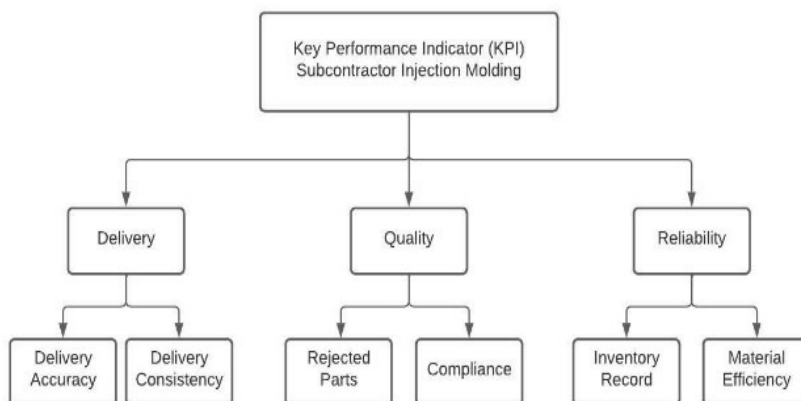 Key Performance Indicator (KPI)
Subcontractor Injection Molding
Delivery
Quality
Reliability
Delivery
Accuracy
Delivery
Consistency
Rejected
Parts
Compliance
Inventory
Record
Material
Efficiency